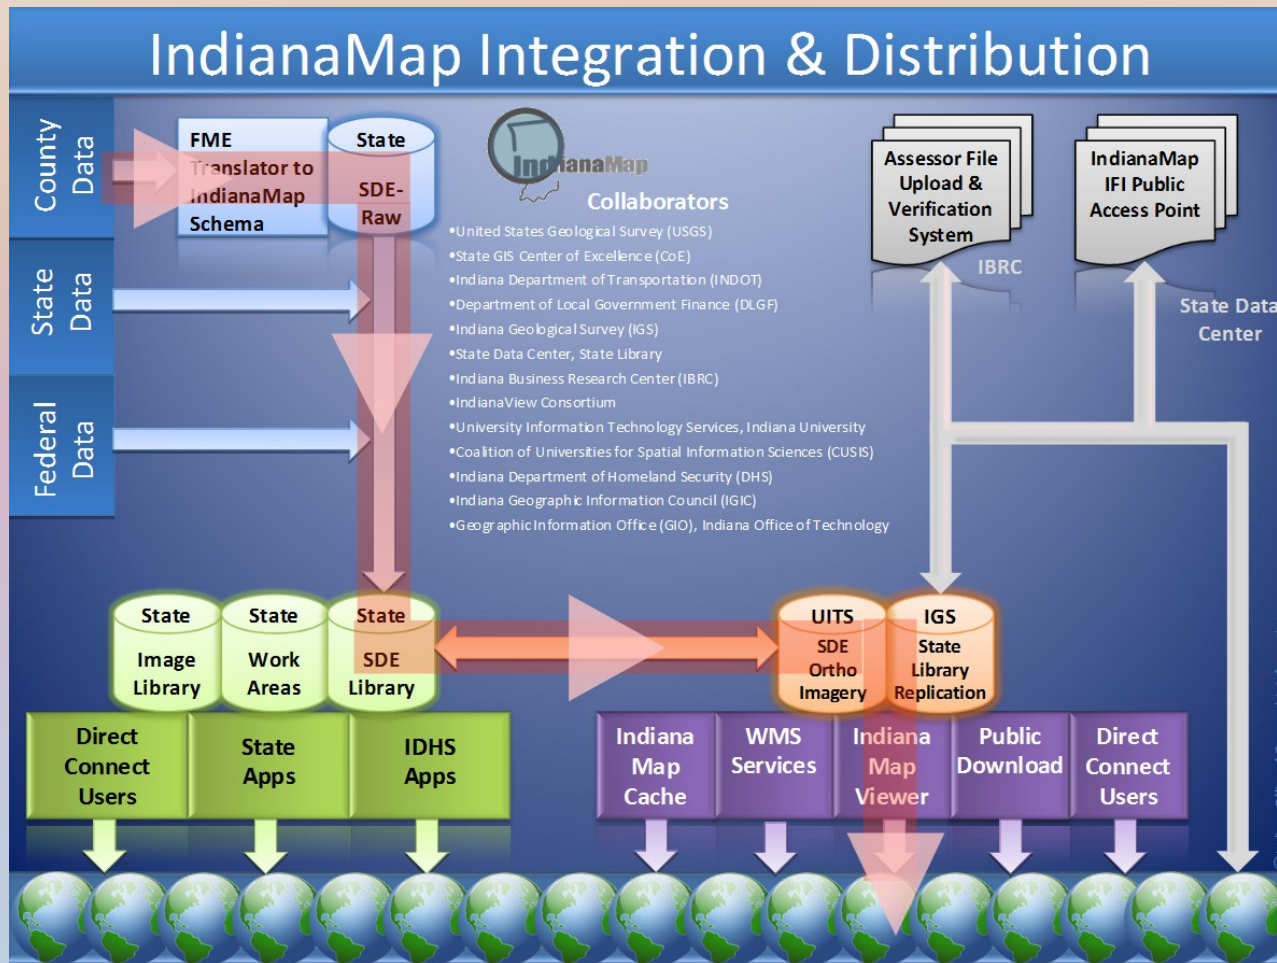 IndianaMap Integration & Distribution
County
Data
State
Data
Federal
Data
FME
Translator to
IndianaMap
Schema
State
SDE-
Raw
IndianaMap
Collaborators
•United States Geological Survey (USGS)
•State GIS Center of Excellence (CoE)
•Indiana Department of Transportation (INDOT)
•Department of Local Government Finance (DLGF)
•Indiana Geological Survey (IGS)
•State Data Center, State Library
•Indiana Business Research Center (IBRC)
•IndianaView Consortium
•University Information Technology Services, Indiana University
•Coalition of Universities for Spatial Information Sciences (CUSIS)
•Indiana Department of Homeland Security (DHS)
•Indiana Geographic Information Council (IGIC)
•Geographic Information Office (GIO), Indiana Office of Technology
Assessor File
Upload &
Verification
System
IBRC
IndianaMap
IFI Public
Access Point
State Data
Center
State
Image
Library
State
Work
Areas
State
SDE
Library
UITS
SDE
Ortho
Imagery
IGS
State
Library
Replication
Direct
Connect
Users
State
Apps
IDHS
Apps
Indiana
Map
Cache
WMS
Services
Indiana
Map
Viewer
Public
Download
Direct
Connect
Users